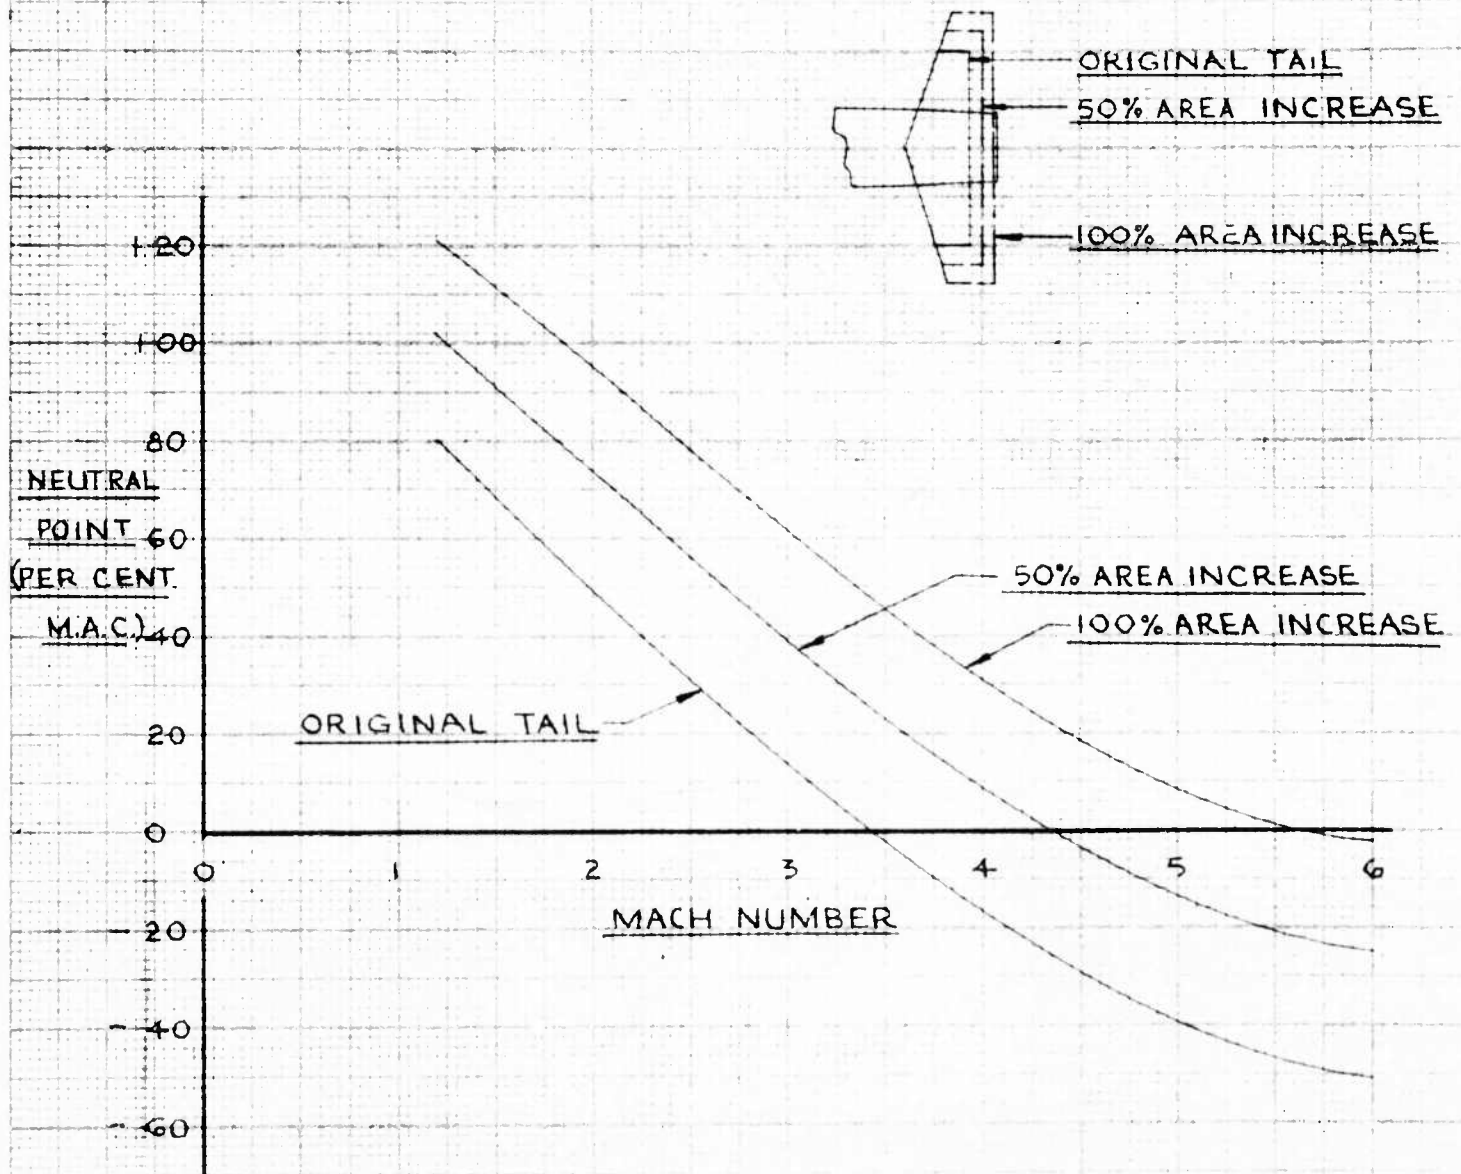 ORIGINAL TAIL
50% AREA INCREASE
100% AREA INCREASE
120
100
80
NEUTRAL
POINT 60
(PER CENT.
M.A.C.) 40
50% AREA INCREASE
100% AREA INCREASE
ORIGINAL TAIL
20
0
0 1 2 3 4 5 6
MACH NUMBER
-20
-40
-60